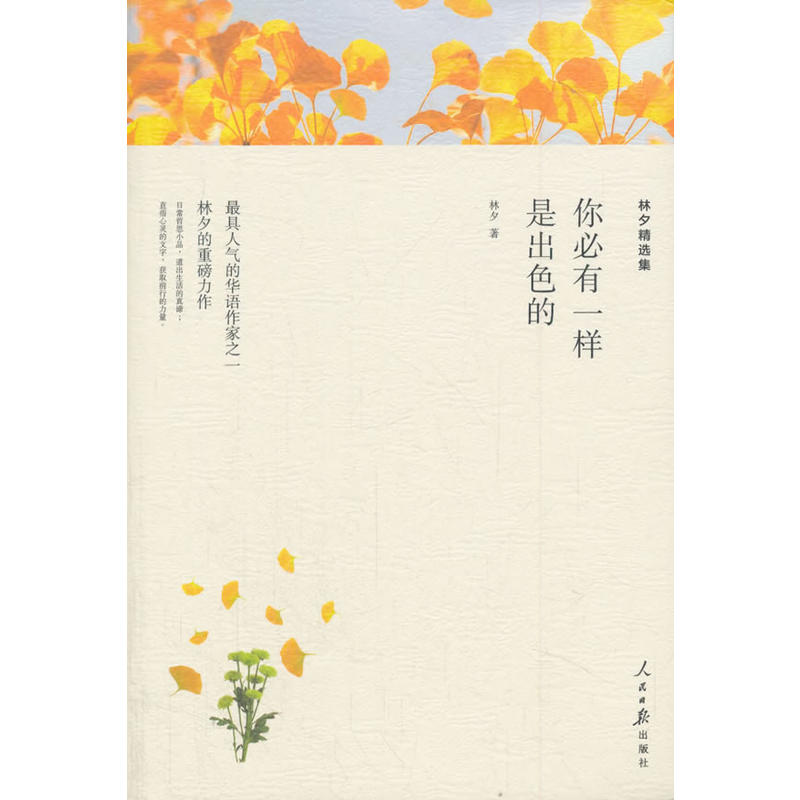 林夕精选集
你必有一样
是出色的
林夕 著
最具人气的华语作家之一
林夕的重磅力作
日常哲思小品，道出生活的真谛；
直指心灵的文字，获取前行的力量。
人民日报出版社